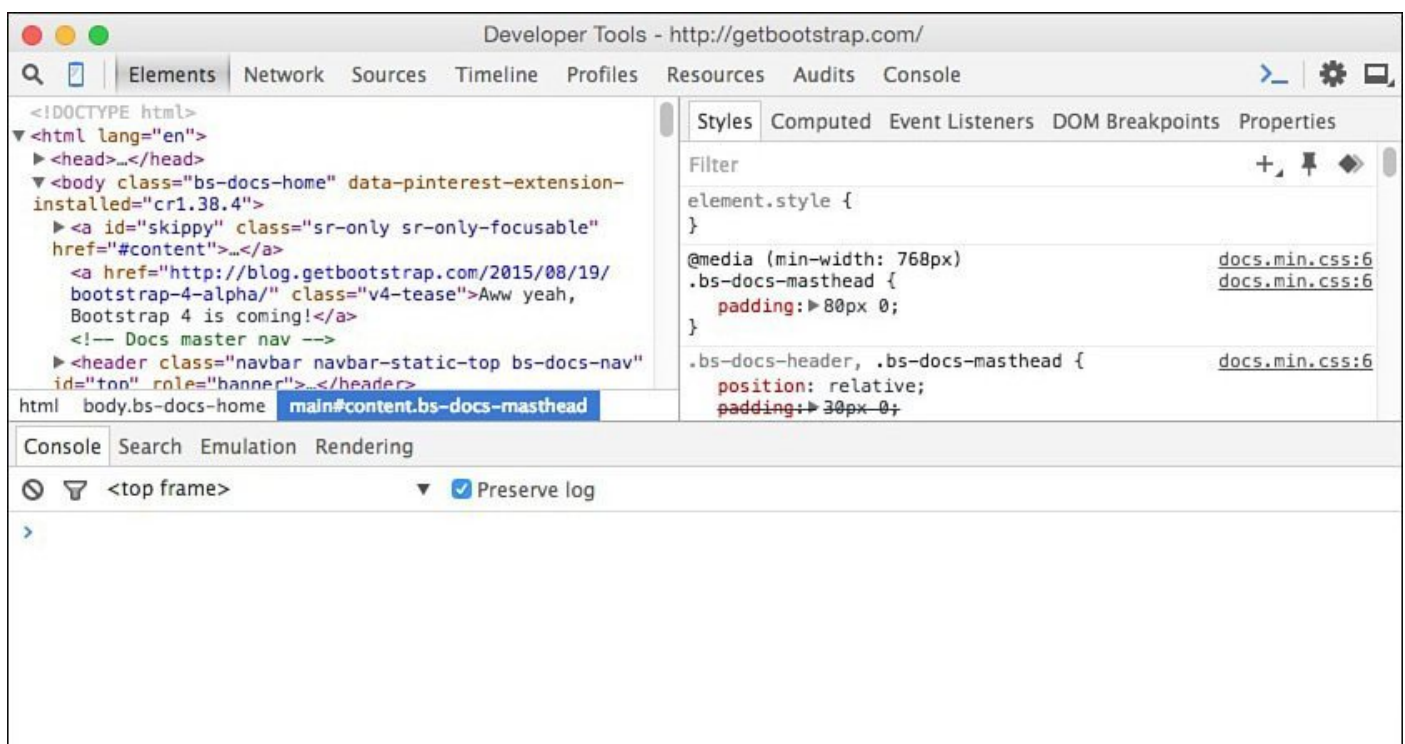 Developer Tools - http://getbootstrap.com/
Elements Network Sources Timeline Profiles Resources Audits Console
<!DOCTYPE html>
▼<html lang="en">
▶<head>…</head>
▼<body class="bs-docs-home" data-pinterest-extension-
installed="cr1.38.4">
▶<a id="skippy" class="sr-only sr-only-focusable"
href="#content">…</a>
<a href="http://blog.getbootstrap.com/2015/08/19/
bootstrap-4-alpha/" class="v4-tease">Aww yeah,
Bootstrap 4 is coming!</a>
<!-- Docs master nav -->
▶<header class="navbar navbar-static-top bs-docs-nav"
id="top" role="banner">…</header>
html body.bs-docs-home main#content.bs-docs-masthead
Styles Computed Event Listeners DOM Breakpoints Properties
Filter
element.style {
}
@media (min-width: 768px) docs.min.css:6
.bs-docs-masthead { docs.min.css:6
padding:▶80px 0;
}
.bs-docs-header, .bs-docs-masthead { docs.min.css:6
position: relative;
padding:▶30px 0;
Console Search Emulation Rendering
<top frame> ▼ Preserve log
>